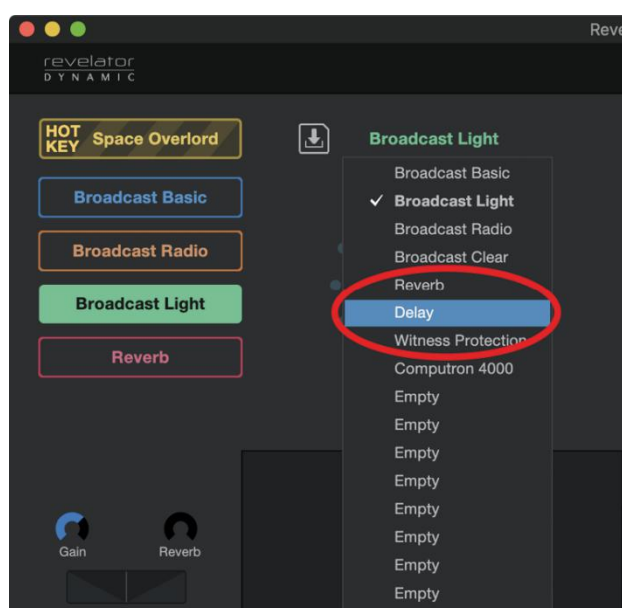 Reve
revelator
DYNAMIC
HOT KEY Space Overlord
Broadcast Basic
Broadcast Radio
Broadcast Light
Reverb
Broadcast Light
Broadcast Basic
✓ Broadcast Light
Broadcast Radio
Broadcast Clear
Reverb
Delay
Witness Protection
Computron 4000
Empty
Empty
Empty
Empty
Empty
Empty
Empty
Empty
Gain
Reverb